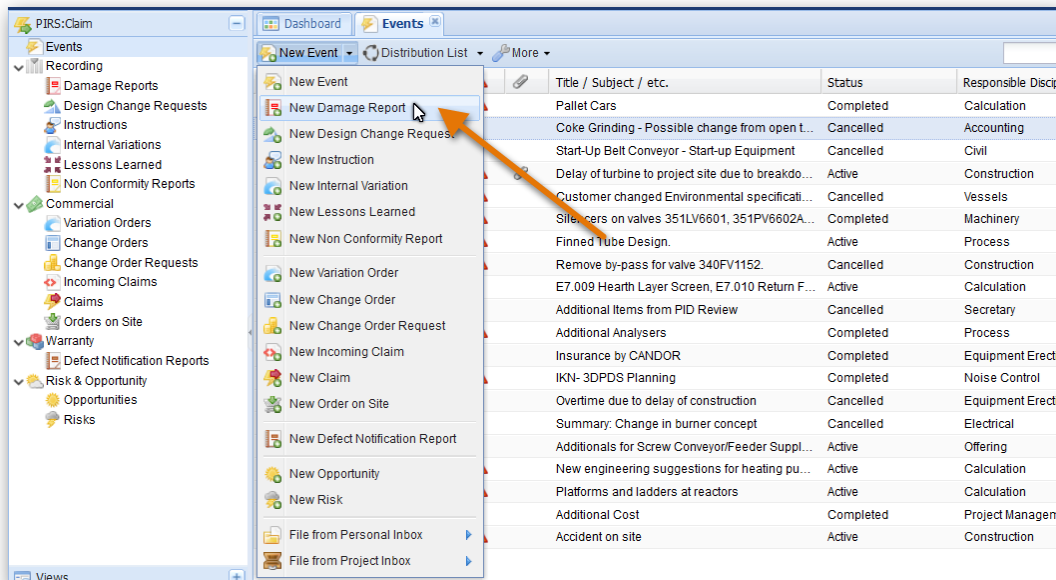 PIRS:Claim
Events
Recording
Damage Reports
Design Change Requests
Instructions
Internal Variations
Lessons Learned
Non Conformity Reports
Commercial
Variation Orders
Change Orders
Change Order Requests
Incoming Claims
Claims
Orders on Site
Warranty
Defect Notification Reports
Risk & Opportunity
Opportunities
Risks
Views
Dashboard
Events
New Event
Distribution List
More
New Event
New Damage Report
New Design Change Request
New Instruction
New Internal Variation
New Lessons Learned
New Non Conformity Report
New Variation Order
New Change Order
New Change Order Request
New Incoming Claim
New Claim
New Order on Site
New Defect Notification Report
New Opportunity
New Risk
File from Personal Inbox
File from Project Inbox
Title / Subject / etc. Status Responsible Discip
Pallet Cars Completed Calculation
Coke Grinding - Possible change from open t... Cancelled Accounting
Start-Up Belt Conveyor - Start-up Equipment Cancelled Civil
Delay of turbine to project site due to breakdo... Active Construction
Customer changed Environmental specificati... Cancelled Vessels
Silencers on valves 351LV6601, 351PV6602A... Completed Machinery
Finned Tube Design. Active Process
Remove by-pass for valve 340FV1152. Cancelled Construction
E7.009 Hearth Layer Screen, E7.010 Return F... Active Calculation
Additional Items from PID Review Cancelled Secretary
Additional Analysers Completed Process
Insurance by CANDOR Completed Equipment Erecti
IKN- 3DPDS Planning Completed Noise Control
Overtime due to delay of construction Cancelled Equipment Erecti
Summary: Change in burner concept Cancelled Electrical
Additionals for Screw Conveyor/Feeder Suppl... Active Offering
New engineering suggestions for heating pu... Active Calculation
Platforms and ladders at reactors Active Calculation
Additional Cost Completed Project Managem
Accident on site Active Construction